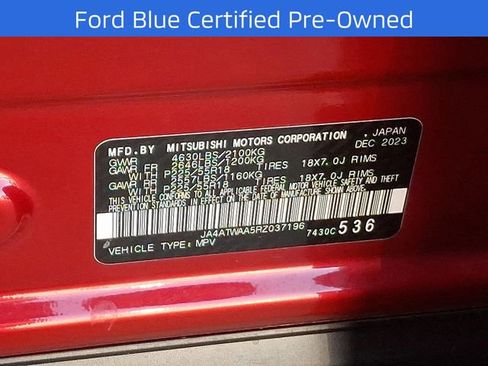 Ford Blue Certified Pre-Owned
MFD.BY MITSUBISHI MOTORS CORPORATION, JAPAN
GVWR 4630LBS/2100KG DEC 2023
GAWR FR 2646LBS/1200KG
WITH P225/55R18 TIRES 18X7.0J RIMS
GAWR RR 2557LBS/1160KG
WITH P225/55R18 TIRES 18X7.0J RIMS
THIS VEHICLE CONFORMS TO ALL APPLICABLE FEDERAL MOTOR VEHICLE SAFETY AND
THEFT PREVENTION STANDARDS IN EFFECT ON THE DATE OF MANUFACTURE SHOWN ABOVE.
JA4ATWAA5RZ037196 7430C 536
VEHICLE TYPE: MPV